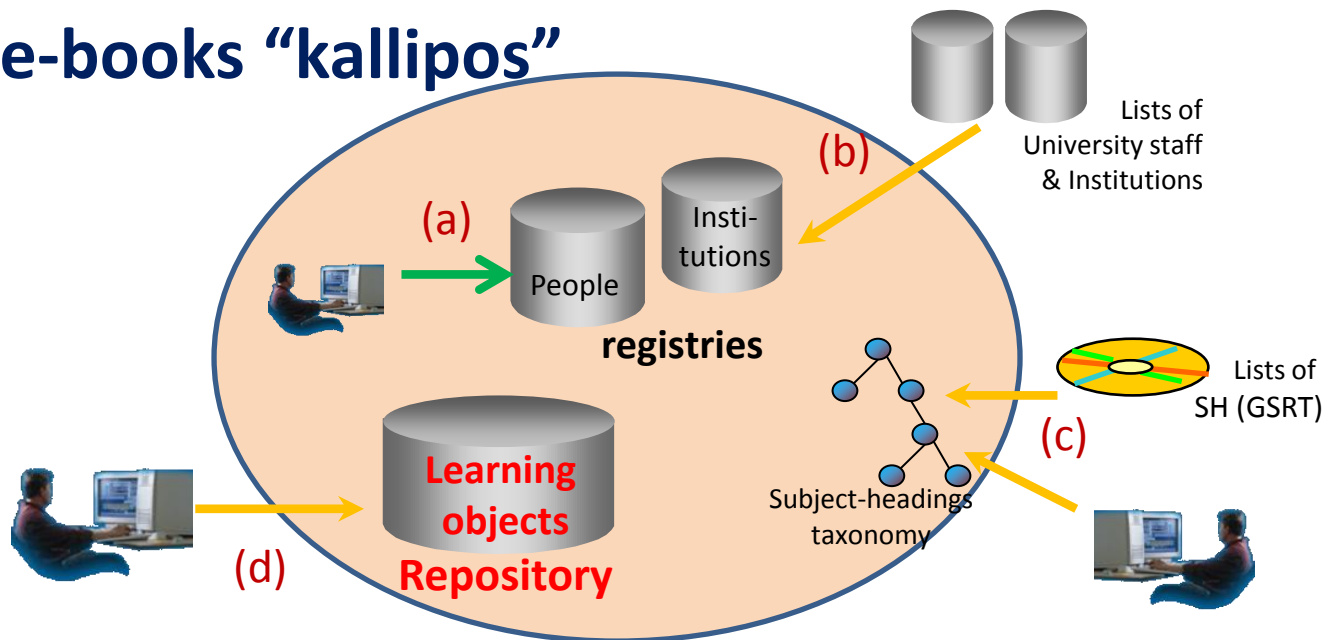 e-books “kallipos”
Lists of
University staff
& Institutions
(b)
(a)
Insti-
tutions
People
registries
Lists of
SH (GSRT)
(c)
Learning
objects
Repository
Subject-headings
taxonomy
(d)